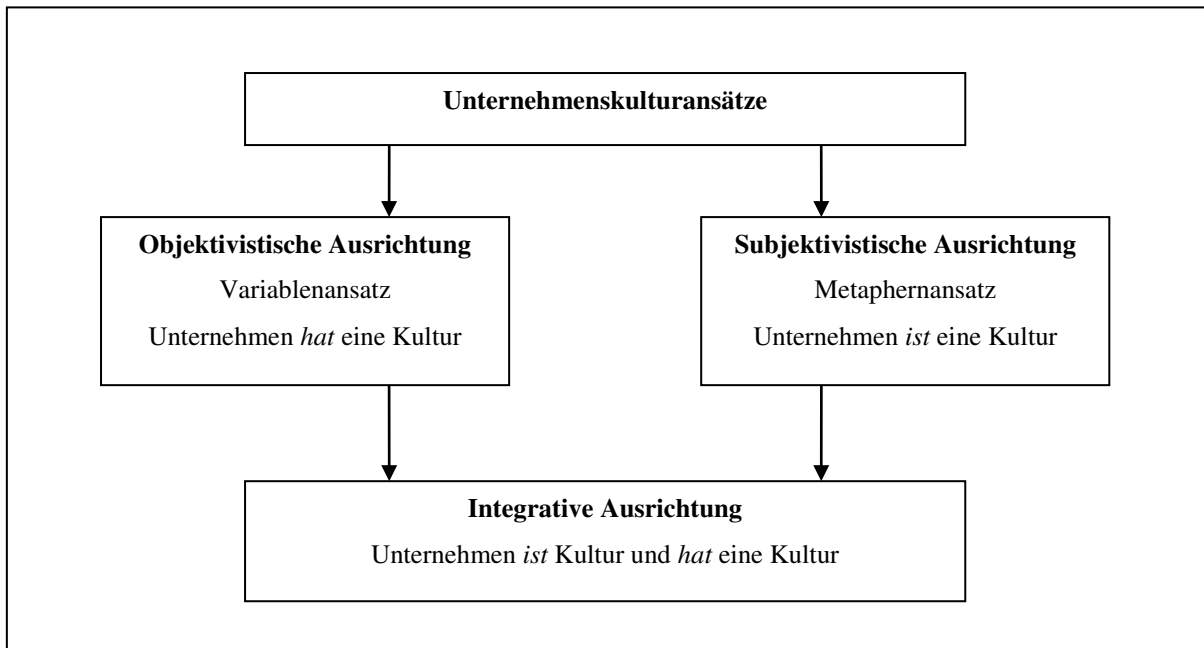 Unternehmenskulturansätze
Objektivistische Ausrichtung
Variablenansatz
Unternehmen hat eine Kultur
Subjektivistische Ausrichtung
Metaphernansatz
Unternehmen ist eine Kultur
Integrative Ausrichtung
Unternehmen ist Kultur und hat eine Kultur